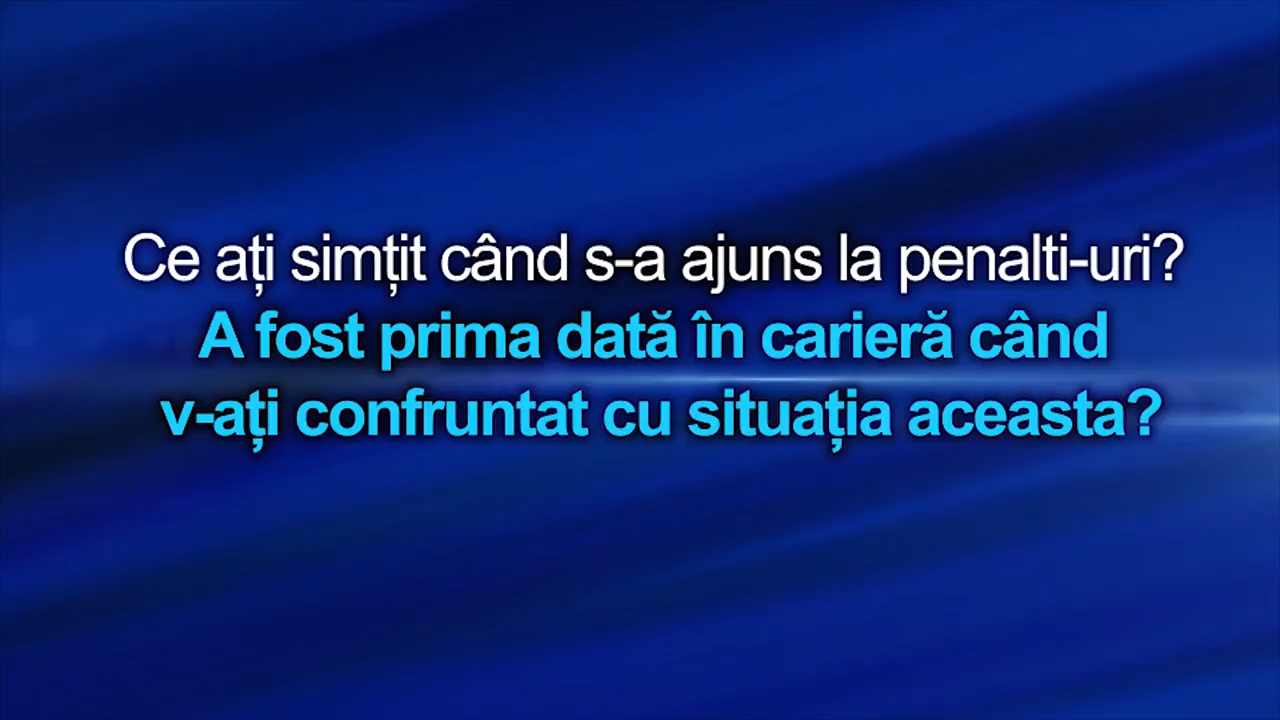 Ce ați simțit când s-a ajuns la penalti-uri?
A fost prima dată în carieră când
v-ați confruntat cu situația aceasta?